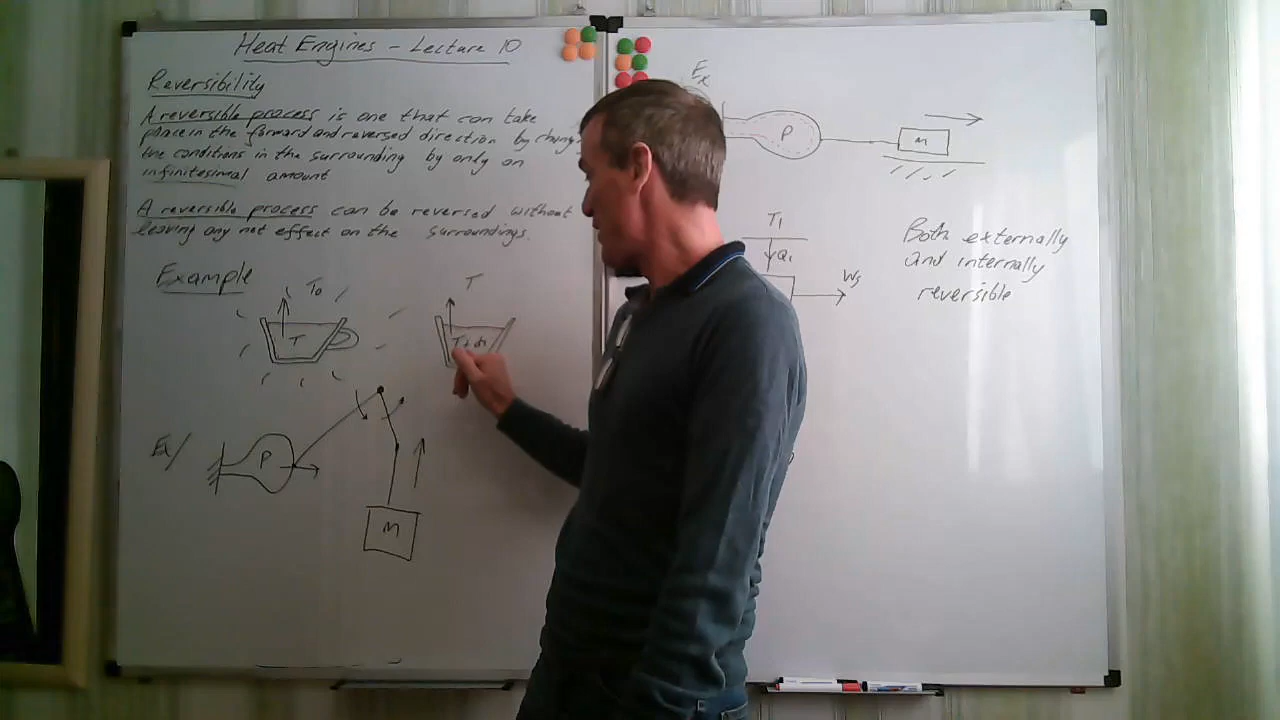 Heat Engines - Lecture 10
Reversibility
A reversible process is one that can take
place in the forward and reversed direction by
the conditions in the surrounding by only an
infinitesimal amount
A reversible process can be reversed without
leaving any net effect on the surroundings.
Example
To
T
T
T+dt
Ex/
P
M
Ex
P
M
T1
Q1
Ws
Both externally
and internally
reversible